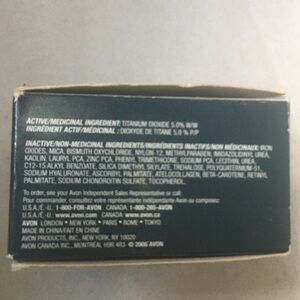 ACTIVE/MEDICINAL INGREDIENT: TITANIUM DIOXIDE 5.0% W/W
INGRÉDIENT ACTIF/MÉDICINAL : DIOXYDE DE TITANE 5,0 % P/P
INACTIVE/NON-MEDICINAL INGREDIENTS/INGRÉDIENTS INACTIFS/NON MÉDICINAUX: IRON
OXIDES, MICA, BISMUTH OXYCHLORIDE, NYLON-12, METHYLPARABEN, IMIDAZOLIDINYL UREA,
KAOLIN, LAUROYL PCA, ZINC PCA, PHENYL TRIMETHICONE, SODIUM PCA, LECITHIN, UREA,
C12-15 ALKYL BENZOATE, SILICA DIMETHYL SILYLATE, TREHALOSE, POLYQUATERNIUM-51,
SODIUM HYALURONATE, ASCORBYL PALMITATE, ATELOCOLLAGEN, BETA-CAROTENE, RETINYL
PALMITATE, SODIUM CHONDROITIN SULFATE, TOCOPHEROL.
To order, see your Avon Independent Sales Representative or call:
Pour commander, consultez votre représentante indépendante Avon ou composez:
U.S.A./É.-U.: 1-800-FOR-AVON CANADA: 1-800-265-AVON
U.S.A./É.-U.: www.avon.com CANADA: www.avon.ca
AVON LONDON • NEW YORK • PARIS • ROME • TOKYO
MADE IN CHINA/FAIT EN CHINE
AVON PRODUCTS, INC., NEW YORK, NY 10020
AVON CANADA INC., MONTRÉAL H9R 4R3 © 2006 AVON